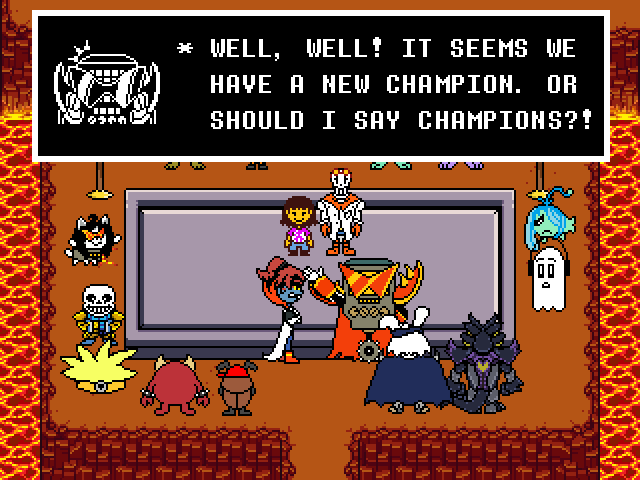 * WELL, WELL! IT SEEMS WE
HAVE A NEW CHAMPION. OR
SHOULD I SAY CHAMPIONS?!